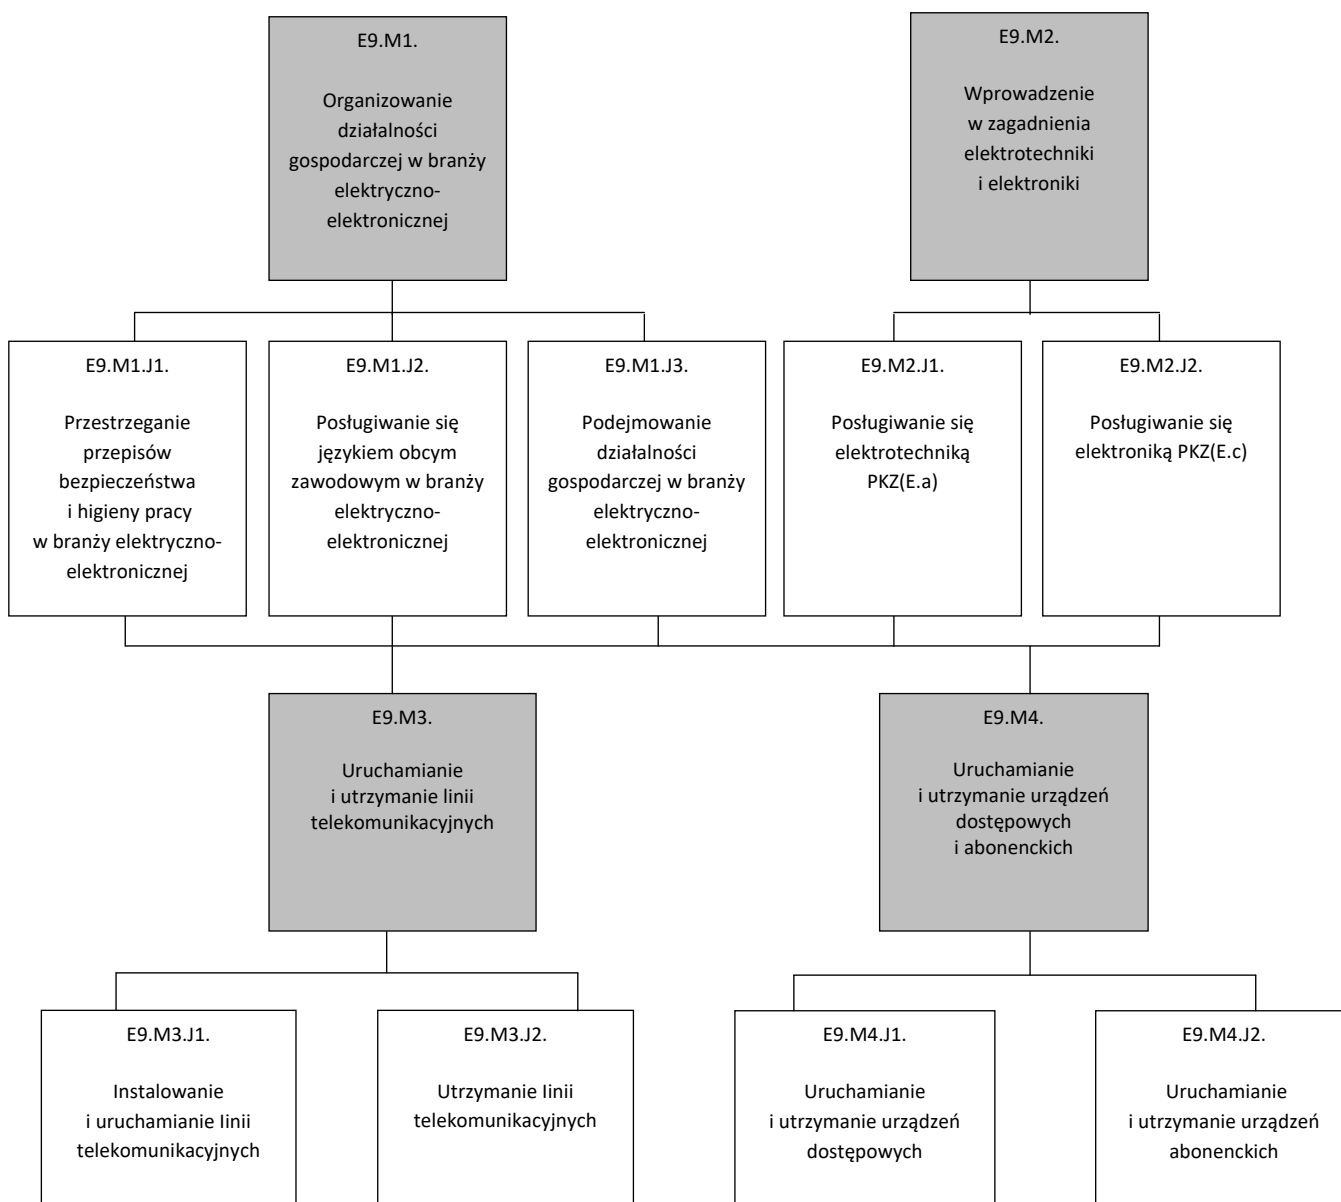 E9.M1.
Organizowanie
działalności
gospodarczej w branży
elektryczno-
elektronicznej
E9.M2.
Wprowadzenie
w zagadnienia
elektrotechniki
i elektroniki
E9.M1.J1.
Przestrzeganie
przepisów
bezpieczeństwa
i higieny pracy
w branży elektryczno-
elektronicznej
E9.M1.J2.
Posługiwanie się
językiem obcym
zawodowym w branży
elektryczno-
elektronicznej
E9.M1.J3.
Podejmowanie
działalności
gospodarczej w branży
elektryczno-
elektronicznej
E9.M2.J1.
Posługiwanie się
elektrotechniką
PKZ(E.a)
E9.M2.J2.
Posługiwanie się
elektroniką PKZ(E.c)
E9.M3.
Uruchamianie
i utrzymanie linii
telekomunikacyjnych
E9.M4.
Uruchamianie
i utrzymanie urządzeń
dostępowych
i abonenckich
E9.M3.J1.
Instalowanie
i uruchamianie linii
telekomunikacyjnych
E9.M3.J2.
Utrzymanie linii
telekomunikacyjnych
E9.M4.J1.
Uruchamianie
i utrzymanie urządzeń
dostępowych
E9.M4.J2.
Uruchamianie
i utrzymanie urządzeń
abonenckich